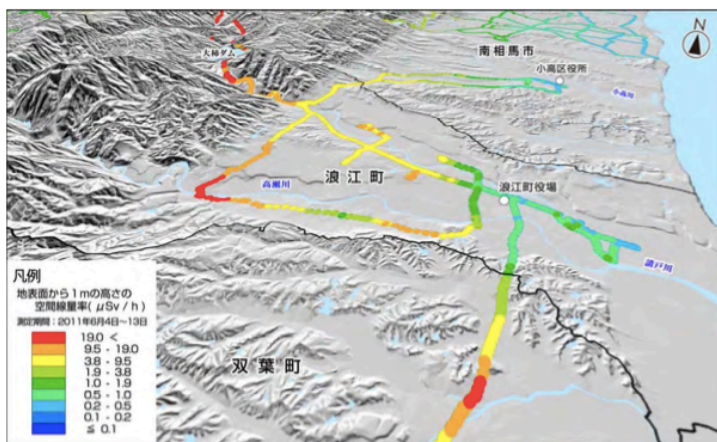 大柿ダム
南相馬市
N
小高区役所
小高川
浪江町
高瀬川
浪江町役場
請戸川
双葉町
凡例
地表面から1mの高さの
空間線量率(μSv/h)
測定期間:2011年6月4日~13日
19.0 <
9.5 - 19.0
3.8 - 9.5
1.9 - 3.8
1.0 - 1.9
0.5 - 1.0
0.2 - 0.5
0.1 - 0.2
≦ 0.1